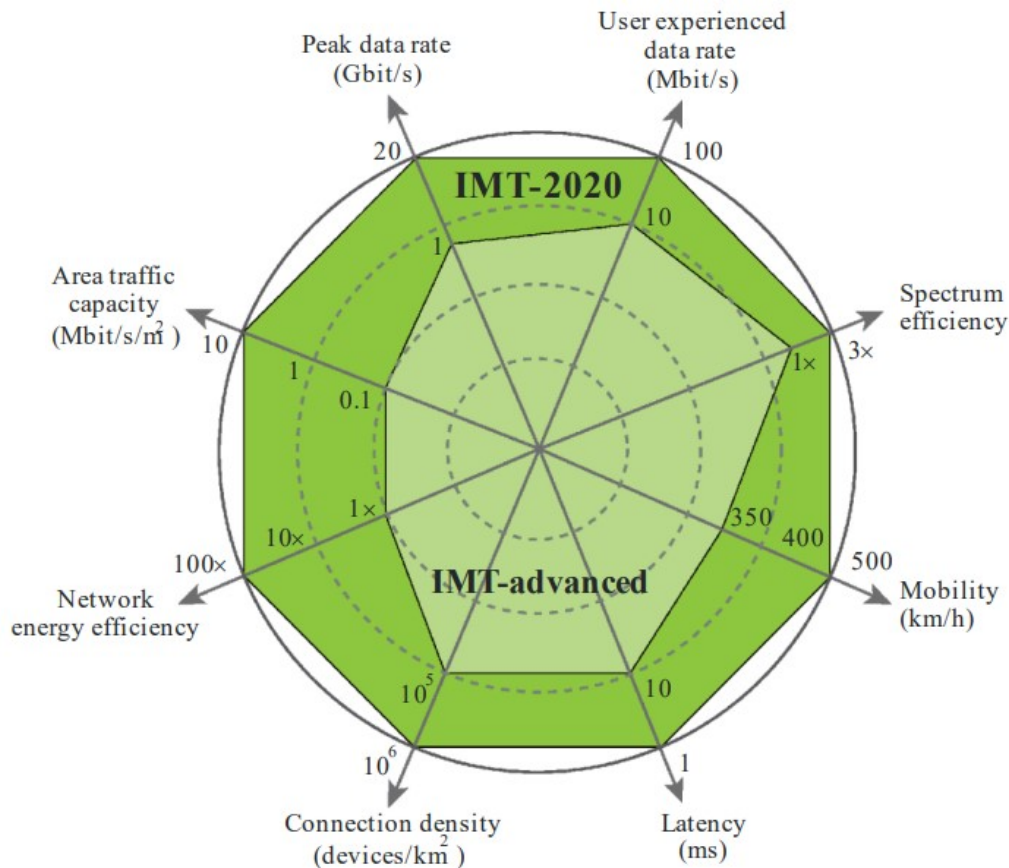 Peak data rate
(Gbit/s)
User experienced
data rate
(Mbit/s)
20
100
IMT-2020
10
1
Area traffic
capacity
(Mbit/s/m²)
10
1
0.1
Spectrum
efficiency
1×
3×
1×
10×
100×
Network
energy efficiency
350
400
500
Mobility
(km/h)
IMT-advanced
10⁵
10
10⁶
1
Connection density
(devices/km²)
Latency
(ms)